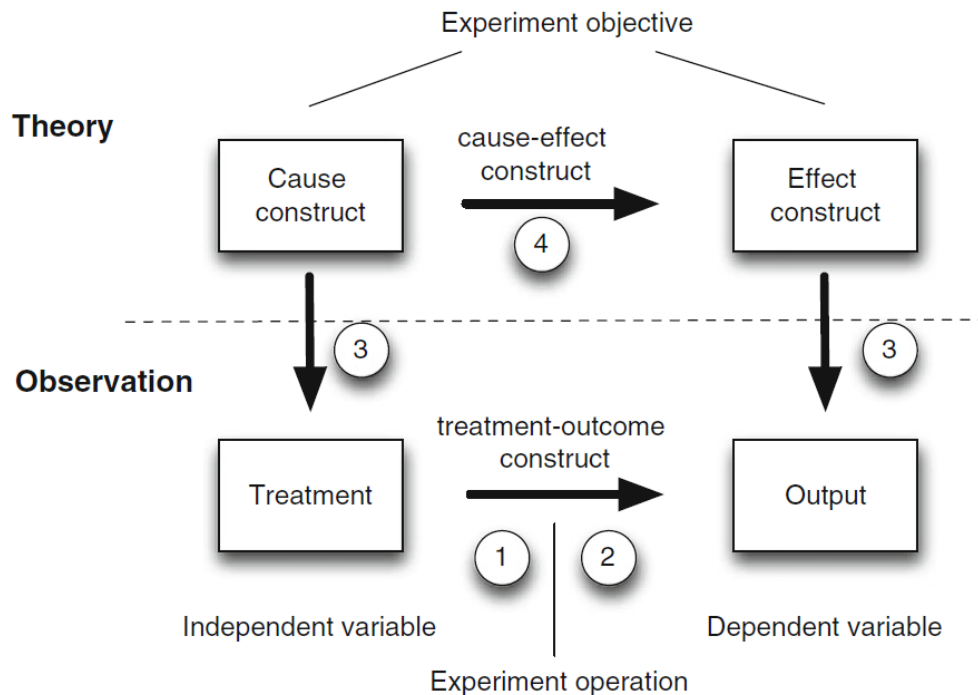 Experiment objective
Theory
cause-effect
construct
Cause
construct
Effect
construct
4
3
3
Observation
treatment-outcome
construct
Treatment
Output
1
2
Independent variable
Dependent variable
Experiment operation